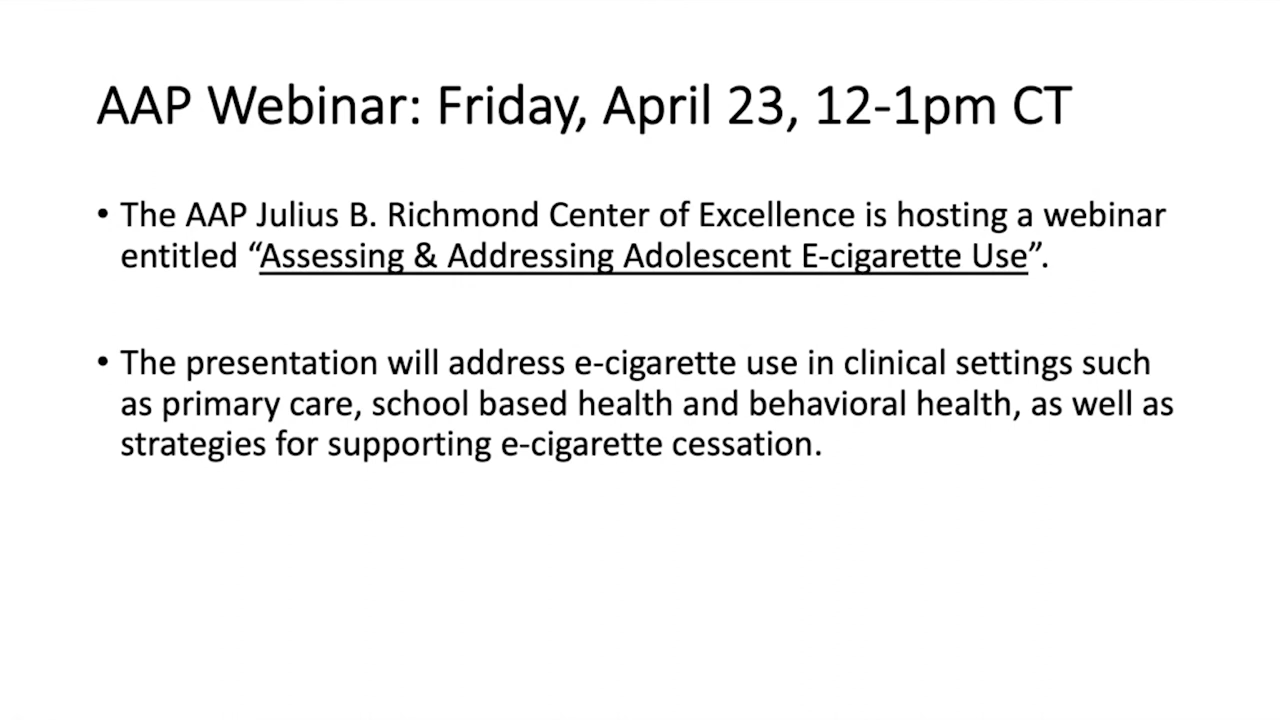 AAP Webinar: Friday, April 23, 12-1pm CT
• The AAP Julius B. Richmond Center of Excellence is hosting a webinar
entitled “Assessing & Addressing Adolescent E-cigarette Use”.
• The presentation will address e-cigarette use in clinical settings such
as primary care, school based health and behavioral health, as well as
strategies for supporting e-cigarette cessation.